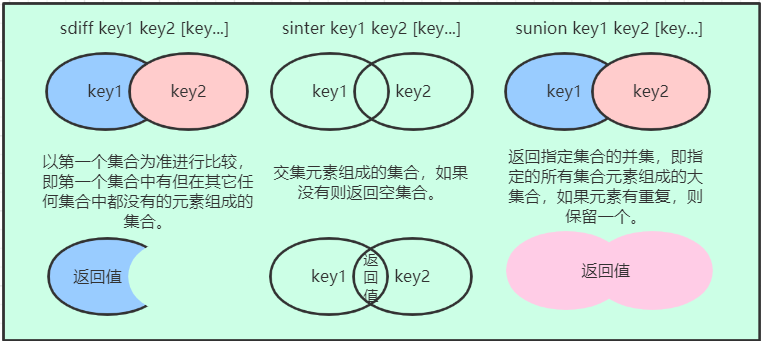 sdiff key1 key2 [key...]
key1
key2
以第一个集合为准进行比较，
即第一个集合中有但在其它任
何集合中都没有的元素组成的
集合。
返回值
sinter key1 key2 [key...]
key1
key2
交集元素组成的集合，如果
没有则返回空集合。
key1
返
回
值
key2
sunion key1 key2 [key...]
key1
key2
返回指定集合的并集，即指
定的所有集合元素组成的大
集合，如果元素有重复，则
保留一个。
返回值